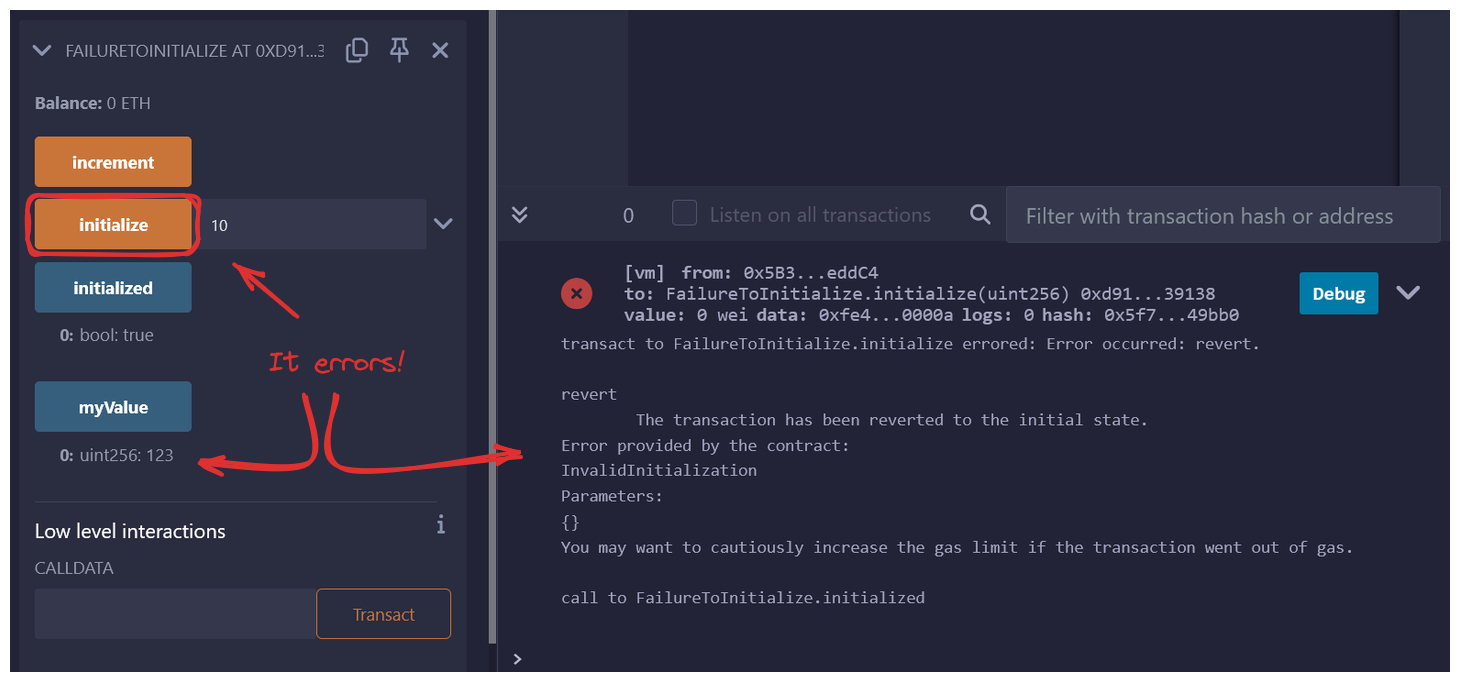 FAILURETOINITIALIZE AT 0XD91...3
Balance: 0 ETH
increment
initialize
10
initialized
0: bool: true
It errors!
myValue
0: uint256: 123
Low level interactions
i
CALLDATA
Transact
0
Listen on all transactions
Filter with transaction hash or address
[vm] from: 0x5B3...eddC4
to: FailureToInitialize.initialize(uint256) 0xd91...39138
value: 0 wei data: 0xfe4...0000a logs: 0 hash: 0x5f7...49bb0
Debug
transact to FailureToInitialize.initialize errored: Error occurred: revert.
revert
The transaction has been reverted to the initial state.
Error provided by the contract:
InvalidInitialization
Parameters:
{}
You may want to cautiously increase the gas limit if the transaction went out of gas.
call to FailureToInitialize.initialized
>